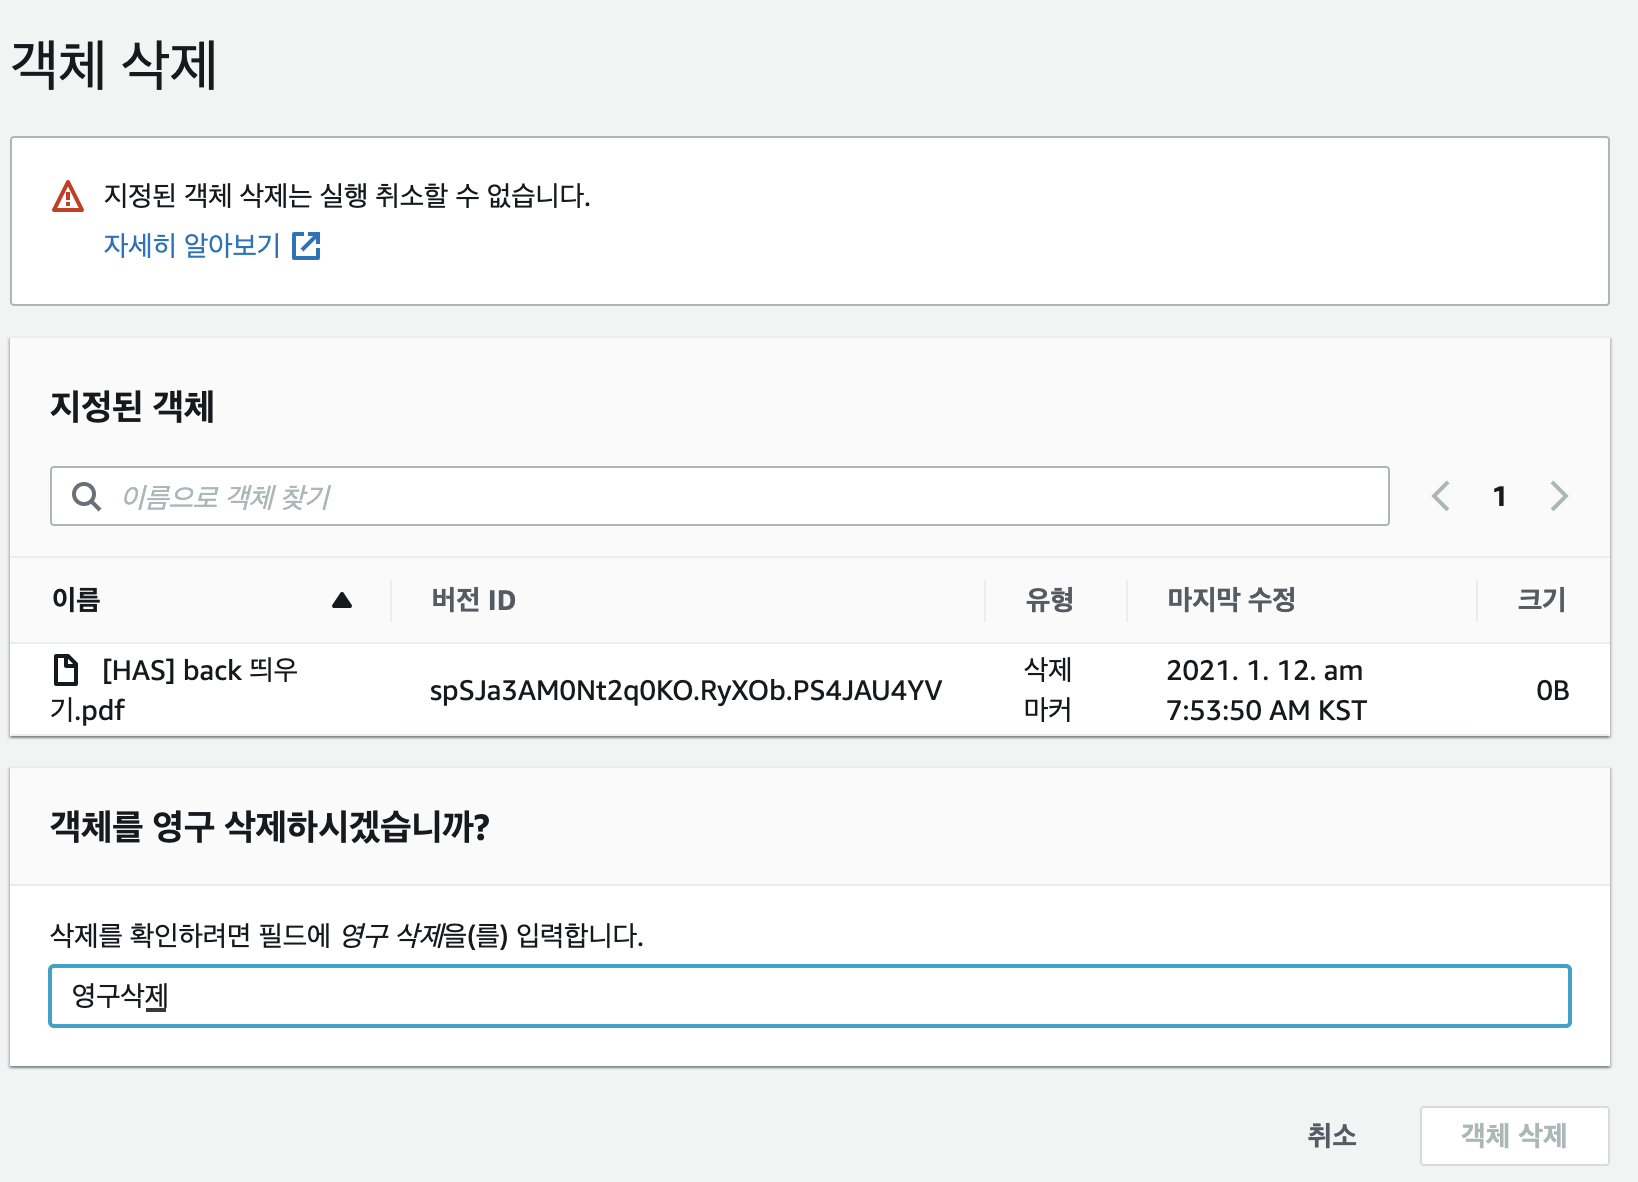 객체 삭제
지정된 객체 삭제는 실행 취소할 수 없습니다.
자세히 알아보기
지정된 객체
이름으로 객체 찾기
1
이름 버전 ID 유형 마지막 수정 크기
[HAS] back 띄우기.pdf spSJa3AM0Nt2q0KO.RyXOb.PS4JAU4YV 삭제 마커 2021. 1. 12. am 7:53:50 AM KST 0B
객체를 영구 삭제하시겠습니까?
삭제를 확인하려면 필드에 영구 삭제을(를) 입력합니다.
영구삭제
취소 객체 삭제